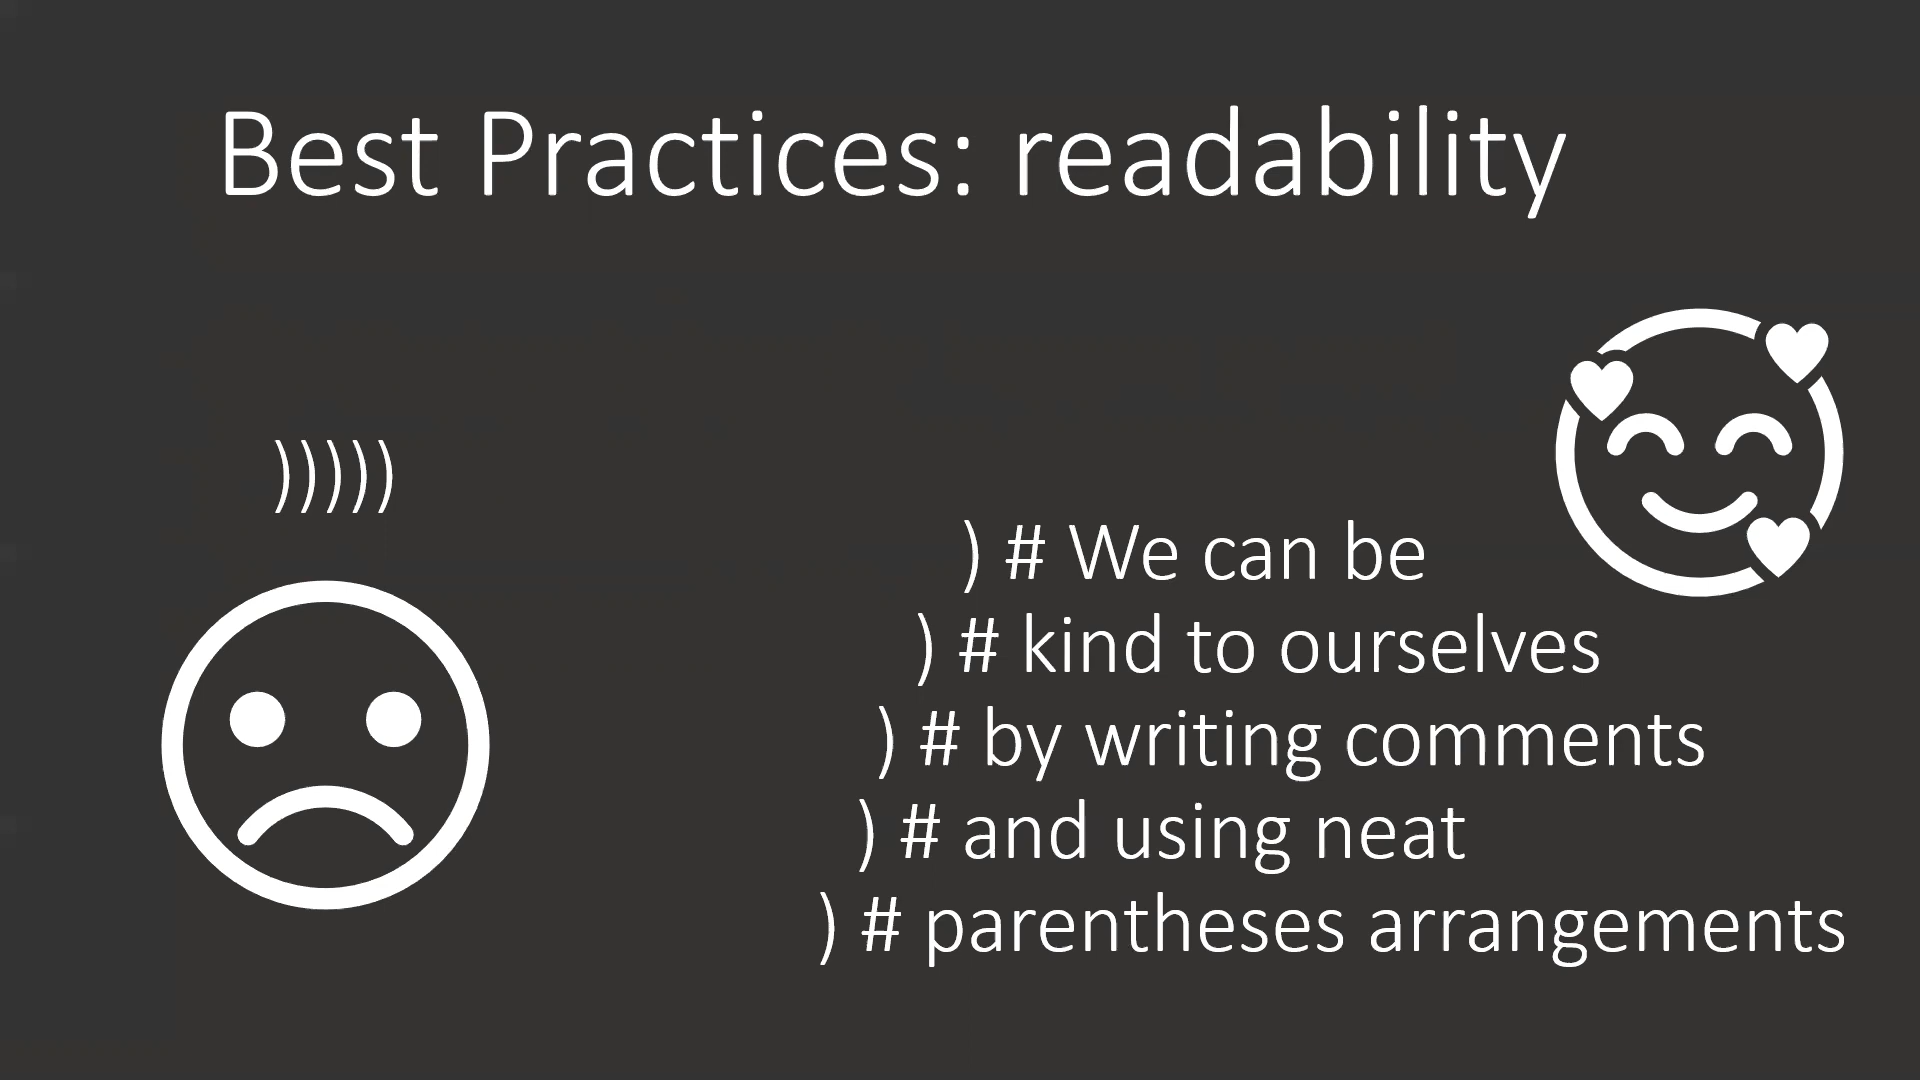 Best Practices: readability
)))))
) # We can be
) # kind to ourselves
) # by writing comments
) # and using neat
) # parentheses arrangements